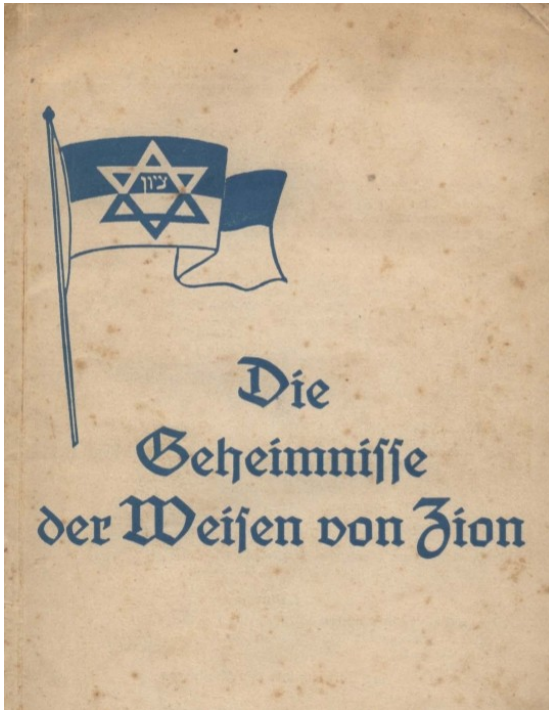 ציון
Die
Geheimnisse
der Weisen von Zion